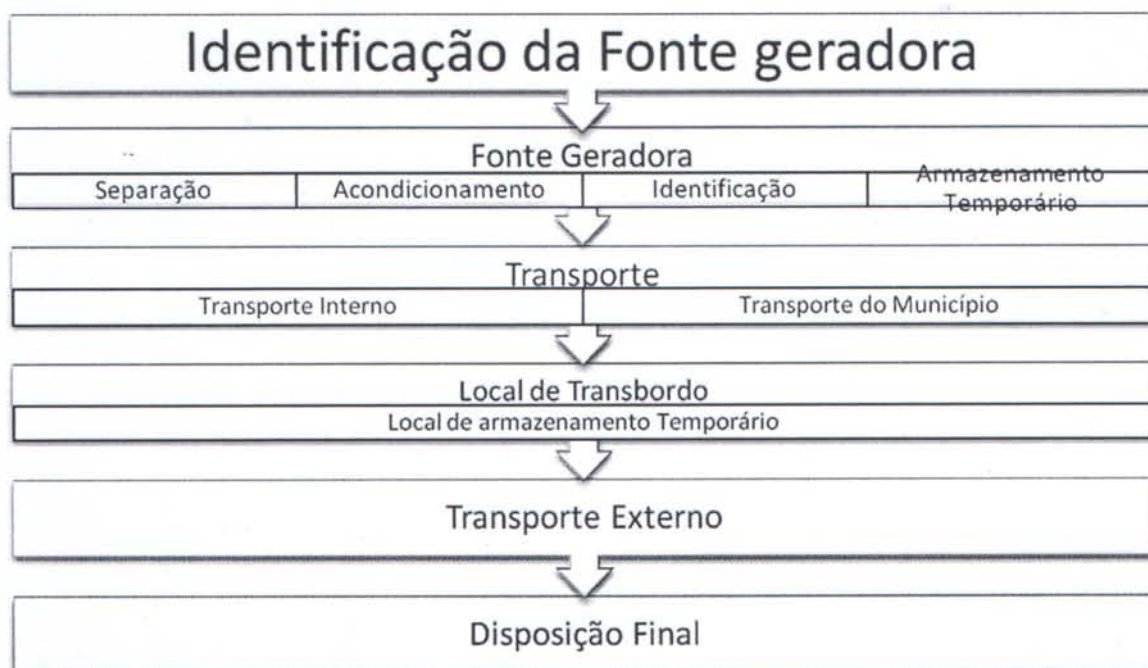 Identificação da Fonte geradora
Fonte Geradora
Separação
Acondicionamento
Identificação
Armazenamento
Temporário
Transporte
Transporte Interno
Transporte do Município
Local de Transbordo
Local de armazenamento Temporário
Transporte Externo
Disposição Final